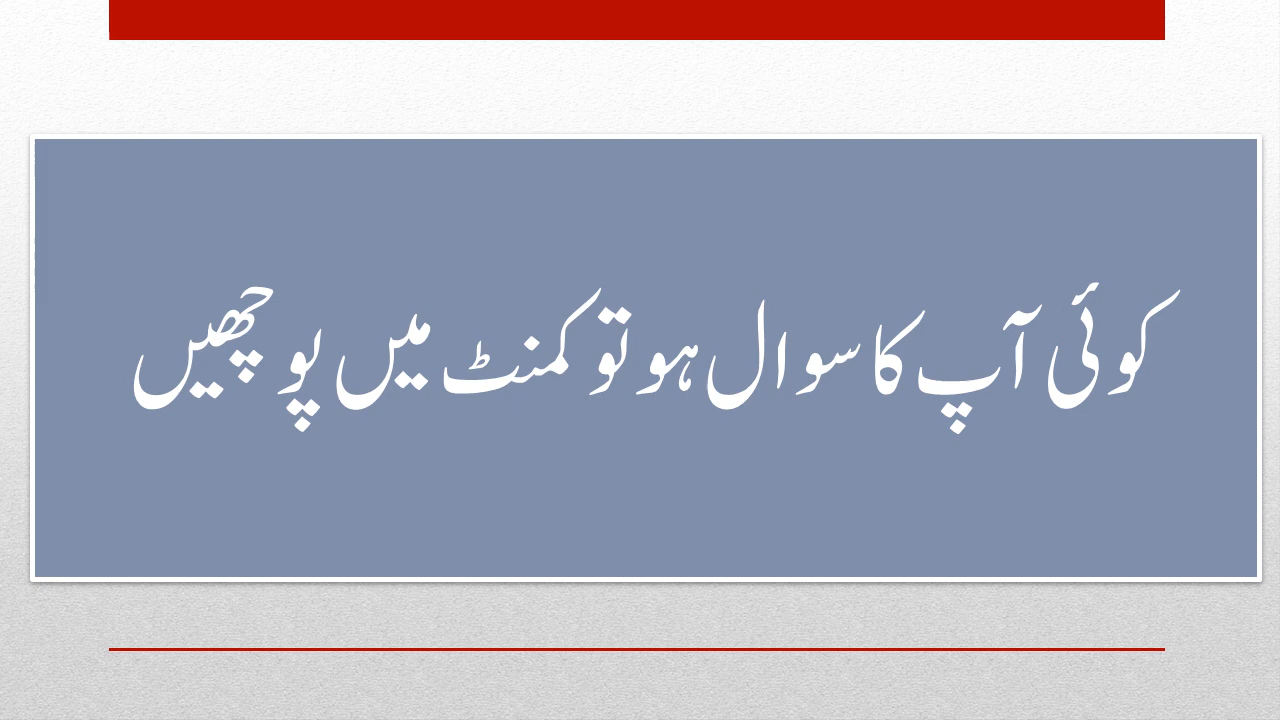 کوئی آپ کا سوال ہو تو کمنٹ میں پوچھیں